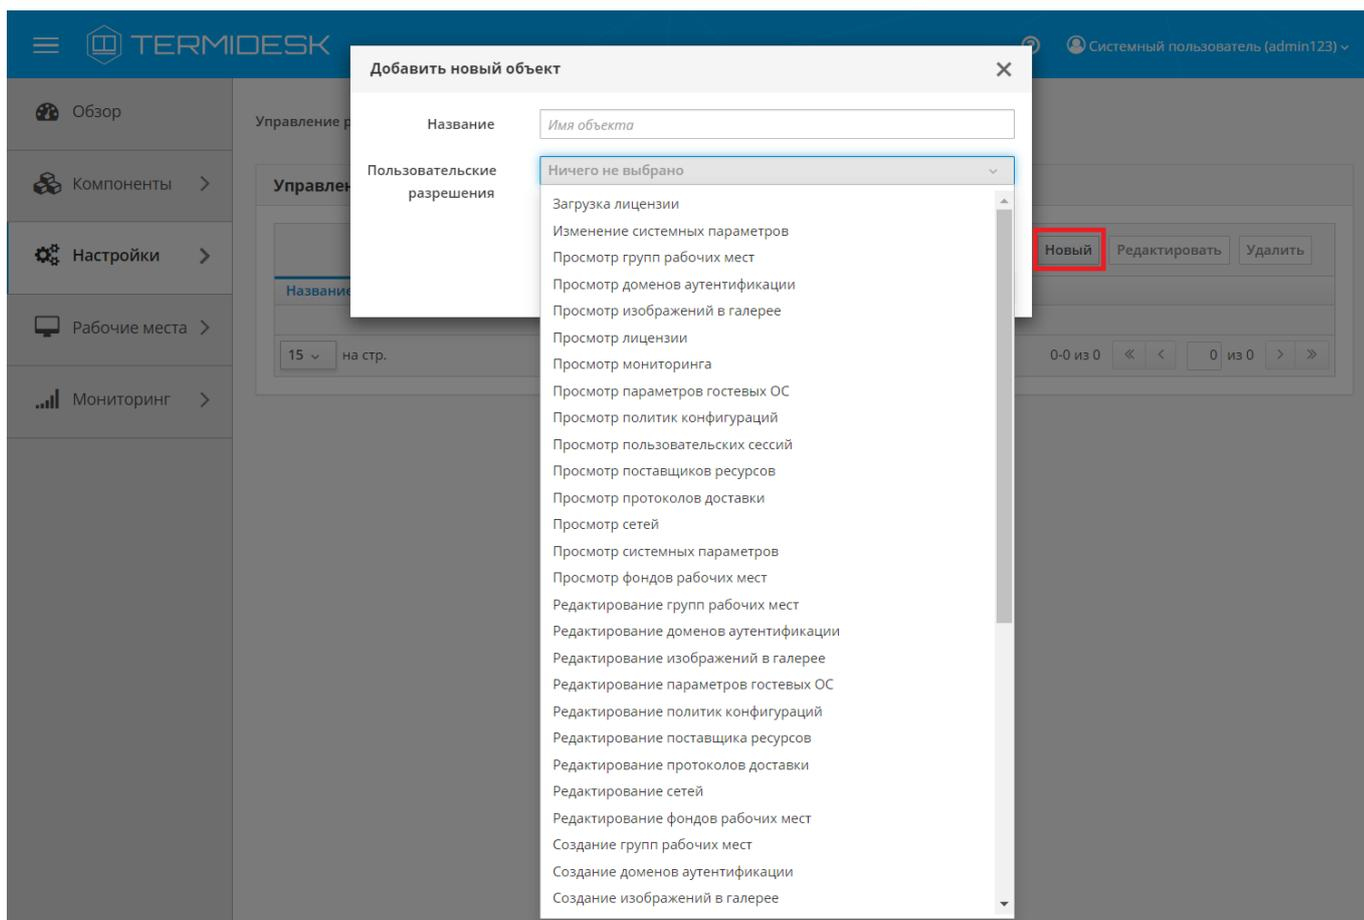 TERMIDESK
Системный пользователь (admin123)
Добавить новый объект
Обзор
Компоненты
Настройки
Рабочие места
Мониторинг
Управление р
Управлен
Название
Имя объекта
Пользовательские
разрешения
Ничего не выбрано
Загрузка лицензии
Изменение системных параметров
Просмотр групп рабочих мест
Просмотр доменов аутентификации
Просмотр изображений в галерее
Просмотр лицензии
Просмотр мониторинга
Просмотр параметров гостевых ОС
Просмотр политик конфигураций
Просмотр пользовательских сессий
Просмотр поставщиков ресурсов
Просмотр протоколов доставки
Просмотр сетей
Просмотр системных параметров
Просмотр фондов рабочих мест
Редактирование групп рабочих мест
Редактирование доменов аутентификации
Редактирование изображений в галерее
Редактирование параметров гостевых ОС
Редактирование политик конфигураций
Редактирование поставщика ресурсов
Редактирование протоколов доставки
Редактирование сетей
Редактирование фондов рабочих мест
Создание групп рабочих мест
Создание доменов аутентификации
Создание изображений в галерее
Новый Редактировать Удалить
Название
15 на стр.
0-0 из 0 « < 0 из 0 > »